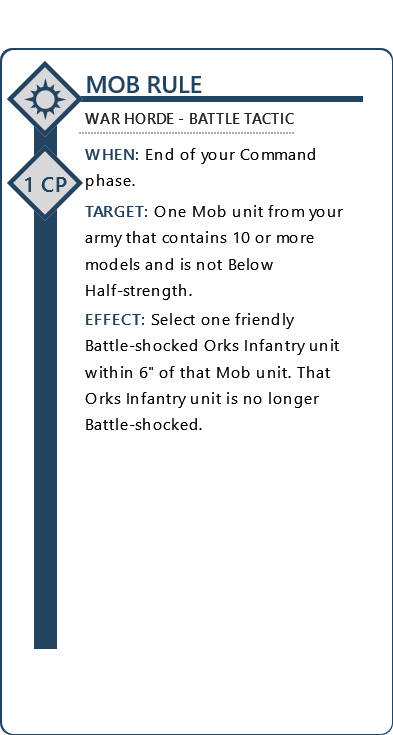 MOB RULE
WAR HORDE - BATTLE TACTIC
WHEN: End of your Command
phase.
1 CP
TARGET: One Mob unit from your
army that contains 10 or more
models and is not Below
Half-strength.
EFFECT: Select one friendly
Battle-shocked Orks Infantry unit
within 6" of that Mob unit. That
Orks Infantry unit is no longer
Battle-shocked.